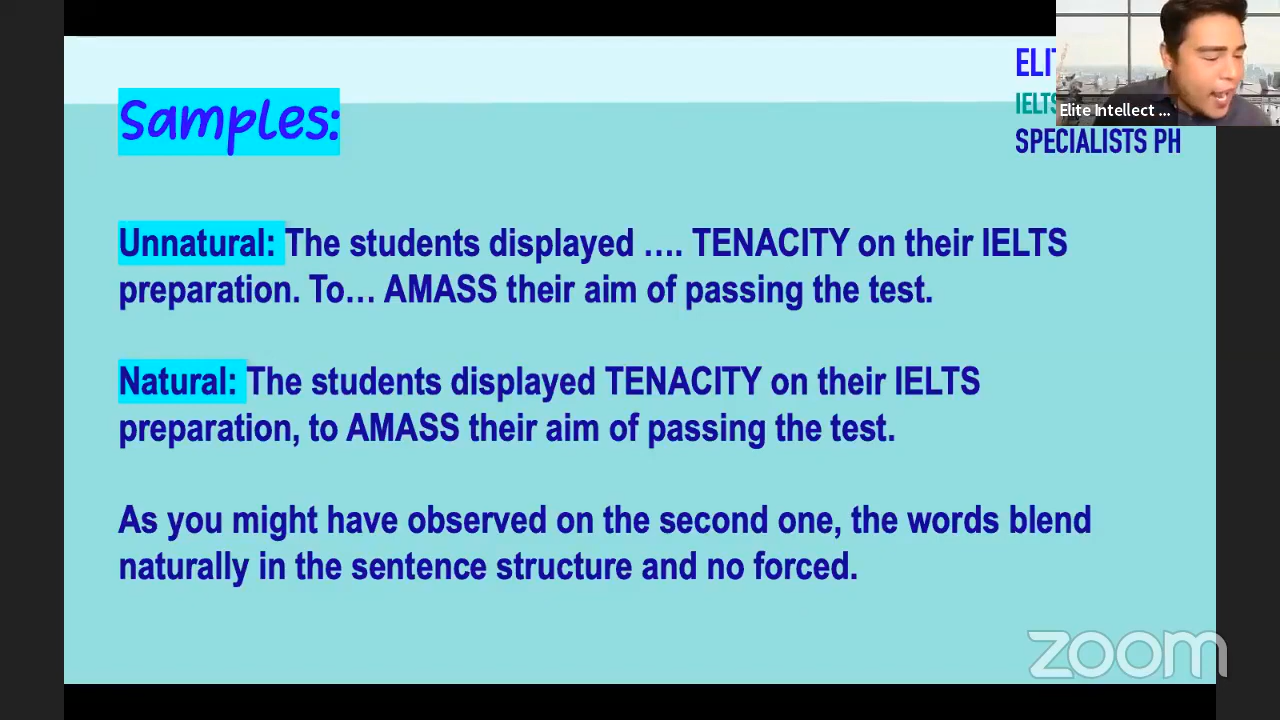 Samples:
ELI
IELTS
SPECIALISTS PH
Elite Intellect ...
Unnatural: The students displayed .... TENACITY on their IELTS
preparation. To... AMASS their aim of passing the test.
Natural: The students displayed TENACITY on their IELTS
preparation, to AMASS their aim of passing the test.
As you might have observed on the second one, the words blend
naturally in the sentence structure and no forced.
zoom